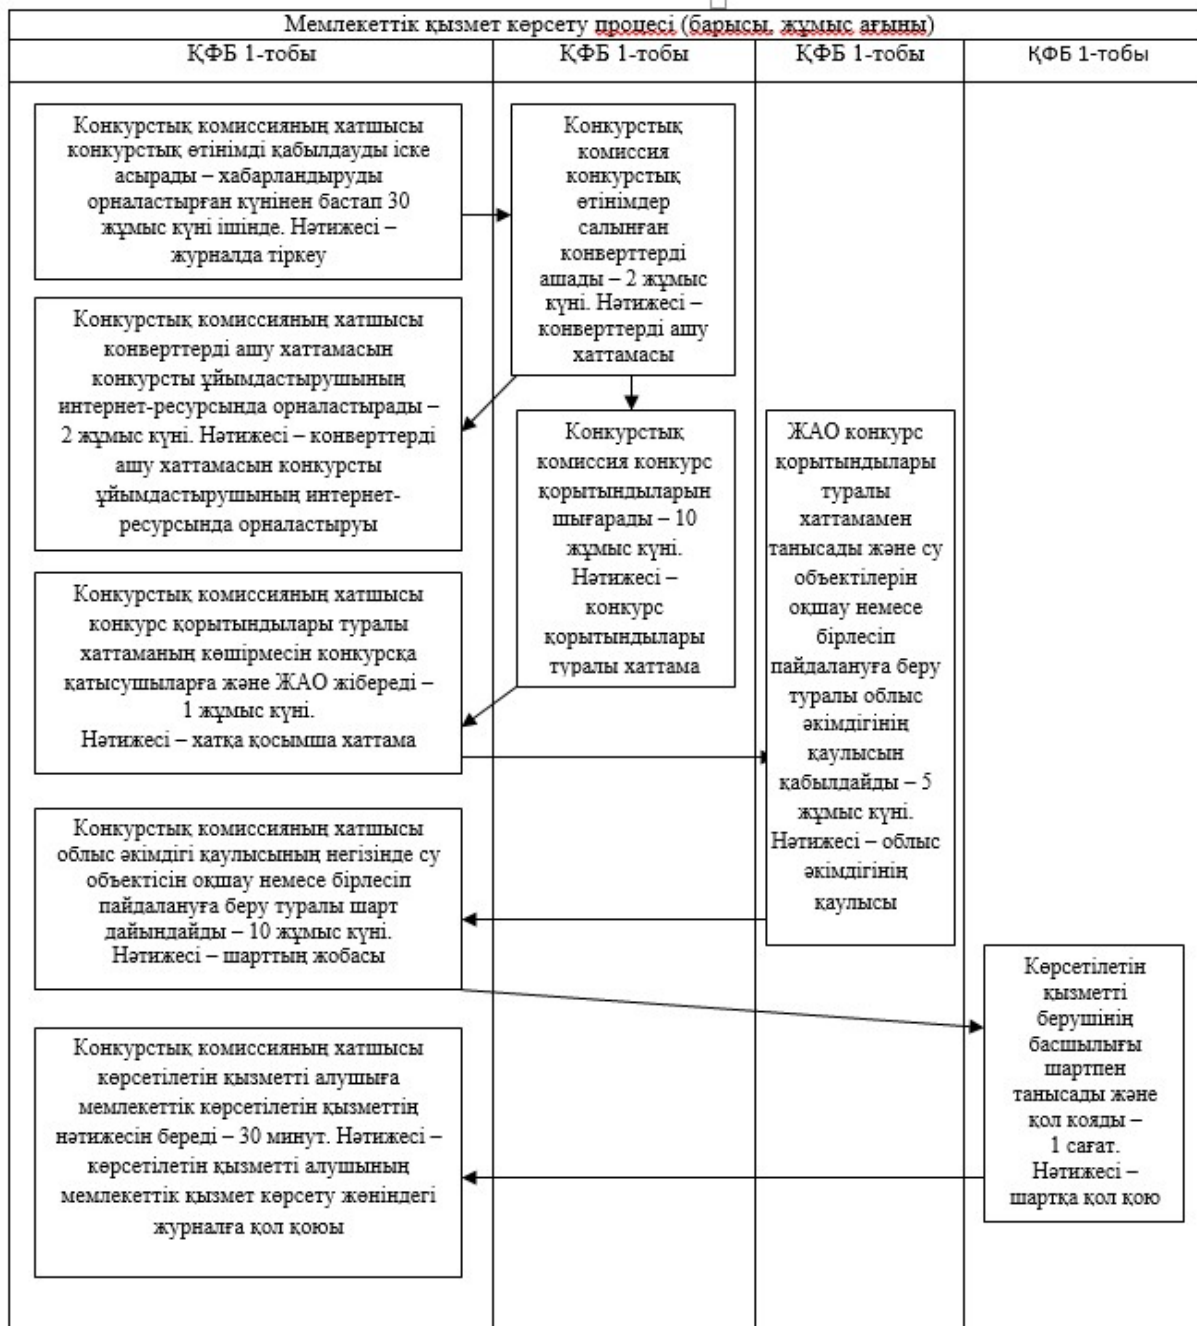 Мемлекеттік қызмет көрсету процесі (барысы, жұмыс ағыны)
ҚФБ 1-тобы
ҚФБ 1-тобы
ҚФБ 1-тобы
ҚФБ 1-тобы
Конкурстық комиссияның хатшысы
конкурстық өтінімді қабылдауды іске
асырады – хабарландыруды
орналастырған күнінен бастап 30
жұмыс күні ішінде. Нәтижесі –
журналда тіркеу
Конкурстық
комиссия
конкурстық
өтінімдер
салынған
конверттерді
ашады – 2 жұмыс
күні. Нәтижесі –
конверттерді ашу
хаттамасы
Конкурстық комиссияның хатшысы
конверттерді ашу хаттамасын
конкурсты ұйымдастырушының
интернет-ресурсында орналастырады –
2 жұмыс күні. Нәтижесі – конверттерді
ашу хаттамасын конкурсты
ұйымдастырушының интернет-
ресурсында орналастыруы
Конкурстық
комиссия конкурс
қорытындыларын
шығарады – 10
жұмыс күні.
Нәтижесі –
конкурс
қорытындылары
туралы хаттама
Конкурстық комиссияның хатшысы
конкурс қорытындылары туралы
хаттаманың көшірмесін конкурсқа
қатысушыларға және ЖАО жібереді –
1 жұмыс күні.
Нәтижесі – хатқа қосымша хаттама
ЖАО конкурс
қорытындылары
туралы
хаттамамен
танысады және су
объектілерін
оқшау немесе
бірлесіп
пайдалануға беру
туралы облыс
әкімдігінің
қаулысын
қабылдайды – 5
жұмыс күні.
Нәтижесі – облыс
әкімдігінің
қаулысы
Конкурстық комиссияның хатшысы
облыс әкімдігі қаулысының негізінде су
объектісін оқшау немесе бірлесіп
пайдалануға беру туралы шарт
дайындайды – 10 жұмыс күні.
Нәтижесі – шарттың жобасы
Көрсетілетін
қызметті
берушінің
басшылығы
шартпен
танысады және
қол кояды –
1 сағат.
Нәтижесі –
шартқа қол қою
Конкурстық комиссияның хатшысы
көрсетілетін қызметті алушыға
мемлекеттік көрсетілетін қызметтің
нәтижесін береді – 30 минут. Нәтижесі –
көрсетілетін қызметті алушының
мемлекеттік қызмет көрсету жөніндегі
журналға қол қоюы